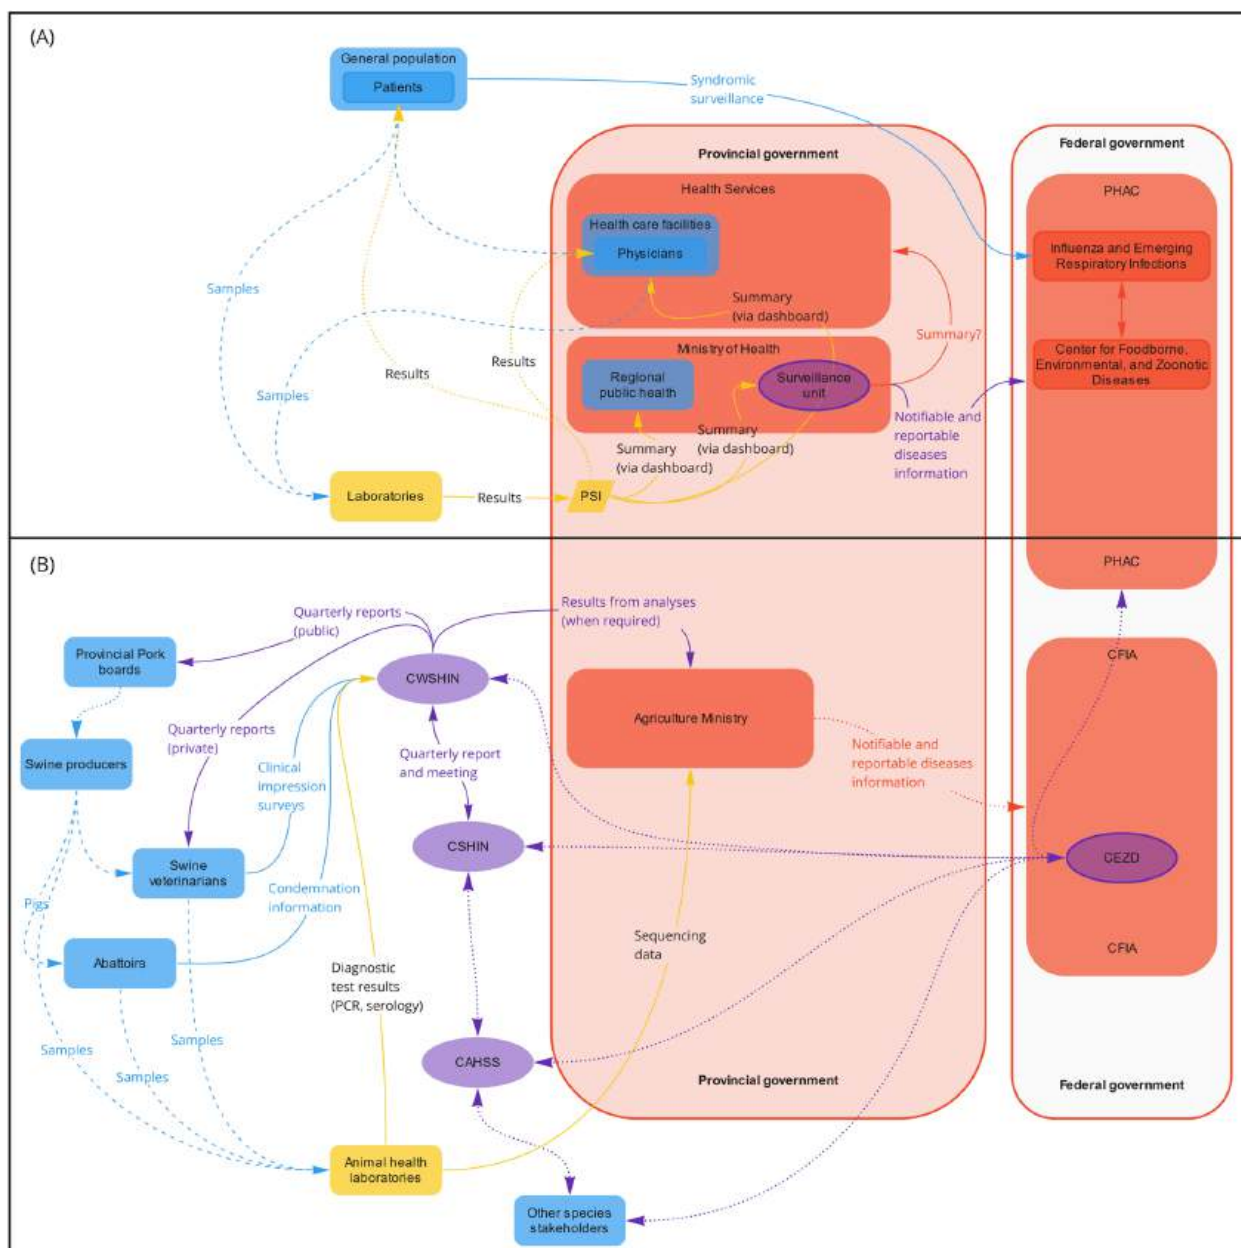 (A)
General population
Patients
Syndromic
surveillance
Provincial government
Federal government
Health Services
PHAC
Health care facilities
Physicians
Influenza and Emerging
Respiratory Infections
Samples
Summary
(via dashboard)
Summary?
Results
Results
Ministry of Health
Center for Foodborne,
Environmental, and Zoonotic
Diseases
Regional
public health
Surveillance
unit
Samples
Notifiable and
reportable
diseases
information
Summary
(via dashboard)
Summary
(via dashboard)
Laboratories
Results
PSI
(B)
PHAC
Quarterly reports
(public)
Results from analyses
(when required)
Provincial Pork
boards
CWSHIN
CFIA
Agriculture Ministry
Quarterly reports
(private)
Swine producers
Clinical
impression
surveys
Quarterly report
and meeting
Notifiable and
reportable diseases
information
CSHIN
CEZD
Swine
veterinarians
Condemnation
information
Pigs
Abattoirs
Sequencing
data
CFIA
Diagnostic
test results
(PCR, serology)
Samples
Samples
Samples
CAHSS
Provincial government
Federal government
Animal health
laboratories
Other species
stakeholders